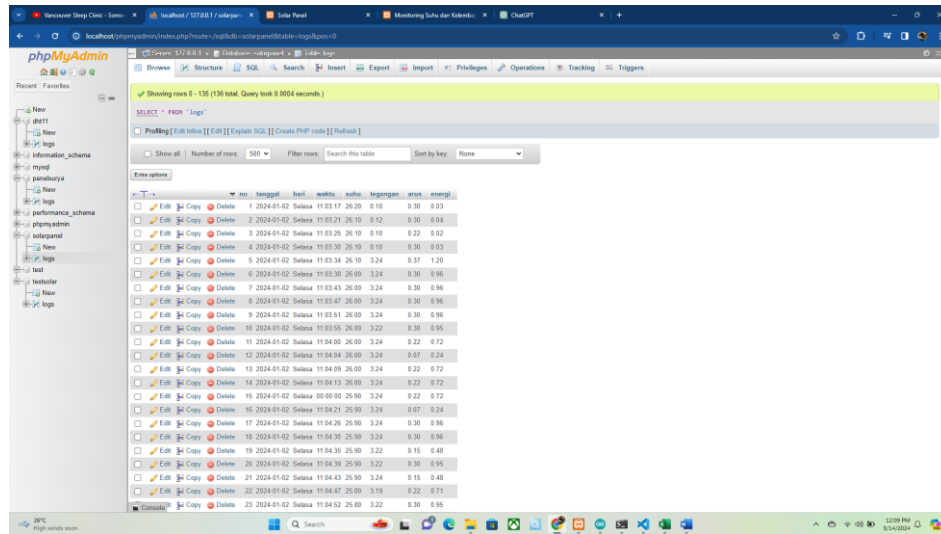 Vancouver Sleep Clinic - Some
localhost / 127.0.0.1 / solarpan
Solar Panel
Monitoring Suhu dan Kelembu
ChatGPT
localhost/phpmyadmin/index.php?route=/sql&db=solarpanel&table=logs&pos=0
phpMyAdmin
Recent Favorites
New
dht11
New
logs
information_schema
mysql
panelsurya
New
logs
performance_schema
phpmyadmin
solarpanel
New
logs
test
testsolar
New
logs
Server: 127.0.0.1 » Database: solarpanel » Table: logs
Browse Structure SQL Search Insert Export Import Privileges Operations Tracking Triggers
Showing rows 0 - 135 (136 total, Query took 0.0004 seconds.)
SELECT * FROM `logs`
Profiling [ Edit inline ] [ Edit ] [ Explain SQL ] [ Create PHP code ] [ Refresh ]
Show all Number of rows: 500 Filter rows: Search this table Sort by key: None
Extra options
no tanggal hari waktu suhu tegangan arus energi
Edit Copy Delete 1 2024-01-02 Selasa 11:03:17 26.20 0.10 0.30 0.03
Edit Copy Delete 2 2024-01-02 Selasa 11:03:21 26.10 0.12 0.30 0.04
Edit Copy Delete 3 2024-01-02 Selasa 11:03:25 26.10 0.10 0.22 0.02
Edit Copy Delete 4 2024-01-02 Selasa 11:03:30 26.10 0.10 0.30 0.03
Edit Copy Delete 5 2024-01-02 Selasa 11:03:34 26.10 3.24 0.37 1.20
Edit Copy Delete 6 2024-01-02 Selasa 11:03:38 26.00 3.24 0.30 0.96
Edit Copy Delete 7 2024-01-02 Selasa 11:03:43 26.00 3.24 0.30 0.96
Edit Copy Delete 8 2024-01-02 Selasa 11:03:47 26.00 3.24 0.30 0.96
Edit Copy Delete 9 2024-01-02 Selasa 11:03:51 26.00 3.24 0.30 0.96
Edit Copy Delete 10 2024-01-02 Selasa 11:03:55 26.00 3.22 0.30 0.95
Edit Copy Delete 11 2024-01-02 Selasa 11:04:00 26.00 3.24 0.22 0.72
Edit Copy Delete 12 2024-01-02 Selasa 11:04:04 26.00 3.24 0.07 0.24
Edit Copy Delete 13 2024-01-02 Selasa 11:04:09 26.00 3.24 0.22 0.72
Edit Copy Delete 14 2024-01-02 Selasa 11:04:13 26.00 3.24 0.22 0.72
Edit Copy Delete 15 2024-01-02 Selasa 00:00:00 25.90 3.24 0.22 0.72
Edit Copy Delete 16 2024-01-02 Selasa 11:04:21 25.90 3.24 0.07 0.24
Edit Copy Delete 17 2024-01-02 Selasa 11:04:26 25.90 3.24 0.30 0.96
Edit Copy Delete 18 2024-01-02 Selasa 11:04:30 25.90 3.24 0.30 0.96
Edit Copy Delete 19 2024-01-02 Selasa 11:04:35 25.90 3.22 0.15 0.48
Edit Copy Delete 20 2024-01-02 Selasa 11:04:39 25.90 3.22 0.30 0.95
Edit Copy Delete 21 2024-01-02 Selasa 11:04:43 25.90 3.24 0.15 0.48
Edit Copy Delete 22 2024-01-02 Selasa 11:04:47 25.80 3.19 0.22 0.71
Console Copy Delete 23 2024-01-02 Selasa 11:04:52 25.80 3.22 0.30 0.95
26°C
High winds soon
Search
12:09 PM
5/14/2024